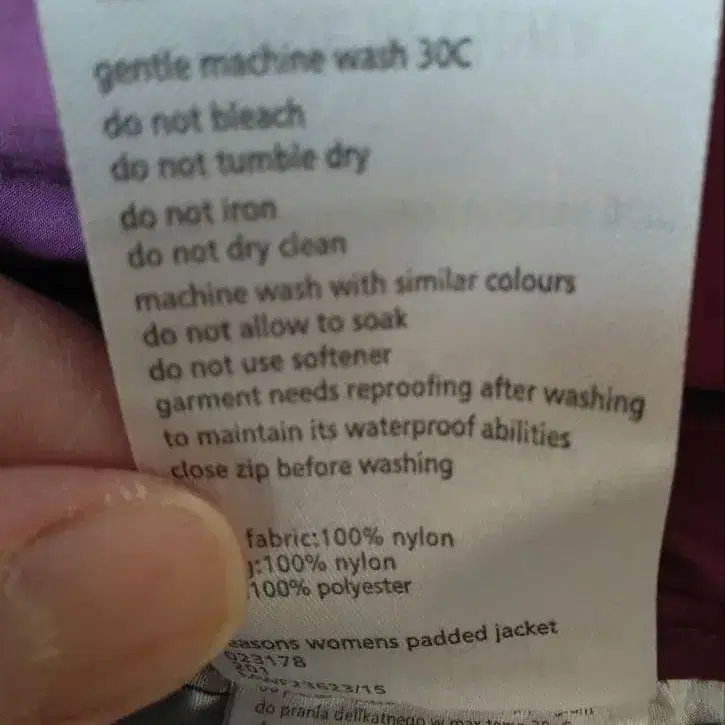 gentle machine wash 30C
do not bleach
do not tumble dry
do not iron
do not dry clean
machine wash with similar colours
do not allow to soak
do not use softener
garment needs reproofing after washing
to maintain its waterproof abilities
close zip before washing
fabric:100% nylon
:100% nylon
100% polyester
easons womens padded jacket
023178
201
do prania delikatnego w